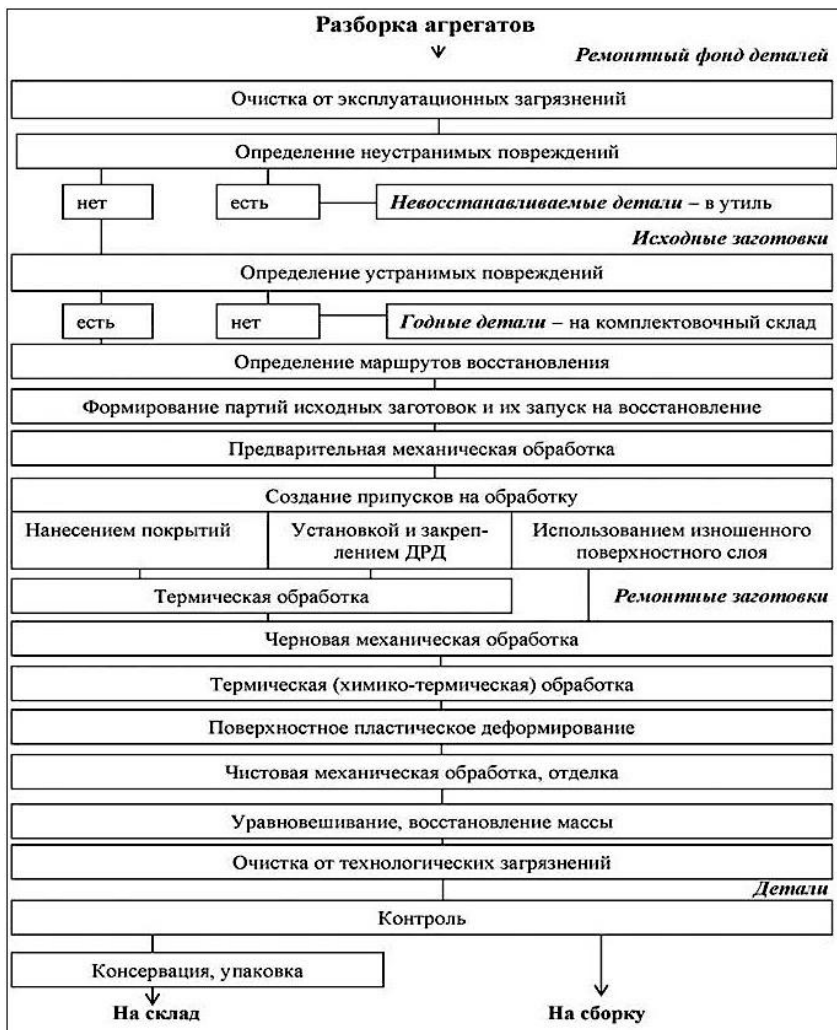 Разборка агрегатов
Ремонтный фонд деталей
Очистка от эксплуатационных загрязнений
Определение неустранимых повреждений
нет
есть
Невосстанавливаемые детали – в утиль
Исходные заготовки
Определение устранимых повреждений
есть
нет
Годные детали – на комплектовочный склад
Определение маршрутов восстановления
Формирование партий исходных заготовок и их запуск на восстановление
Предварительная механическая обработка
Создание припусков на обработку
Нанесением покрытий
Установкой и закреп-
лением ДРД
Использованием изношенного
поверхностного слоя
Термическая обработка
Ремонтные заготовки
Черновая механическая обработка
Термическая (химико-термическая) обработка
Поверхностное пластическое деформирование
Чистовая механическая обработка, отделка
Уравновешивание, восстановление массы
Очистка от технологических загрязнений
Детали
Контроль
Консервация, упаковка
На склад
На сборку